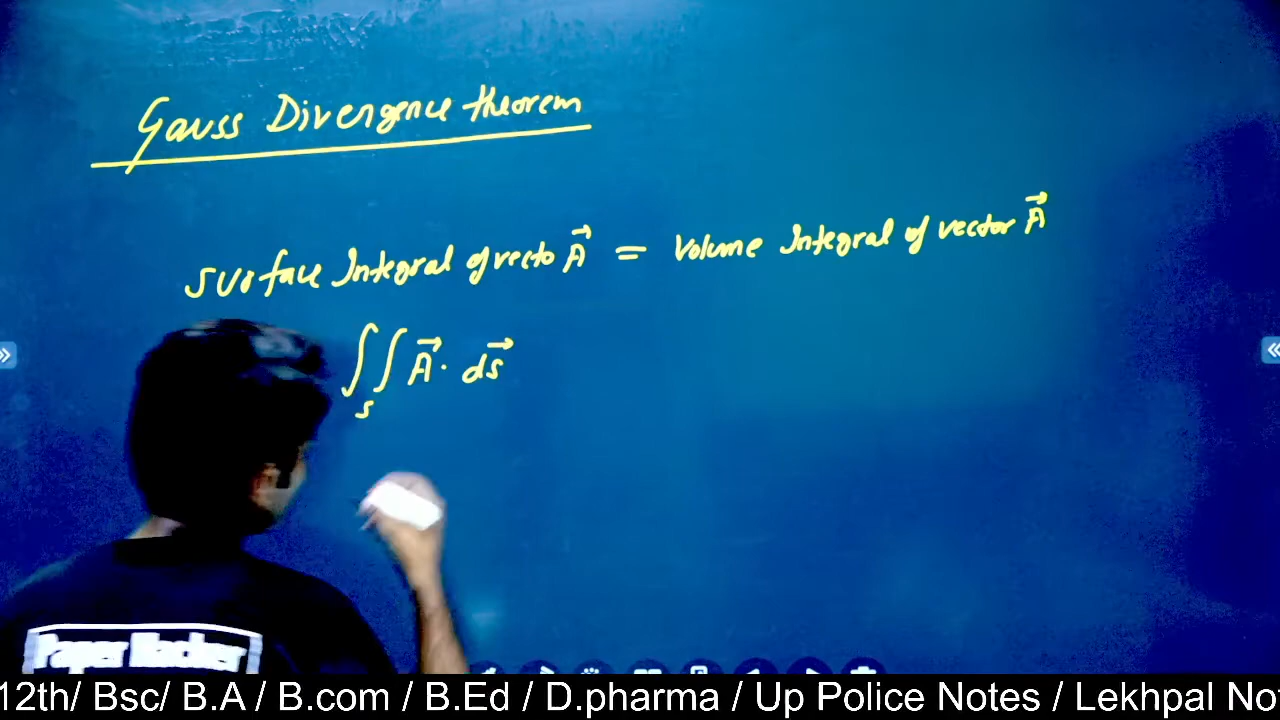 Gauss Divergence theorem
Surface Integral of vecto A⃗ = Volume Integral of vector A⃗
∬ A⃗ · ds⃗
S
Paper Hacker
12th/ Bsc/ B.A / B.com / B.Ed / D.pharma / Up Police Notes / Lekhpal No